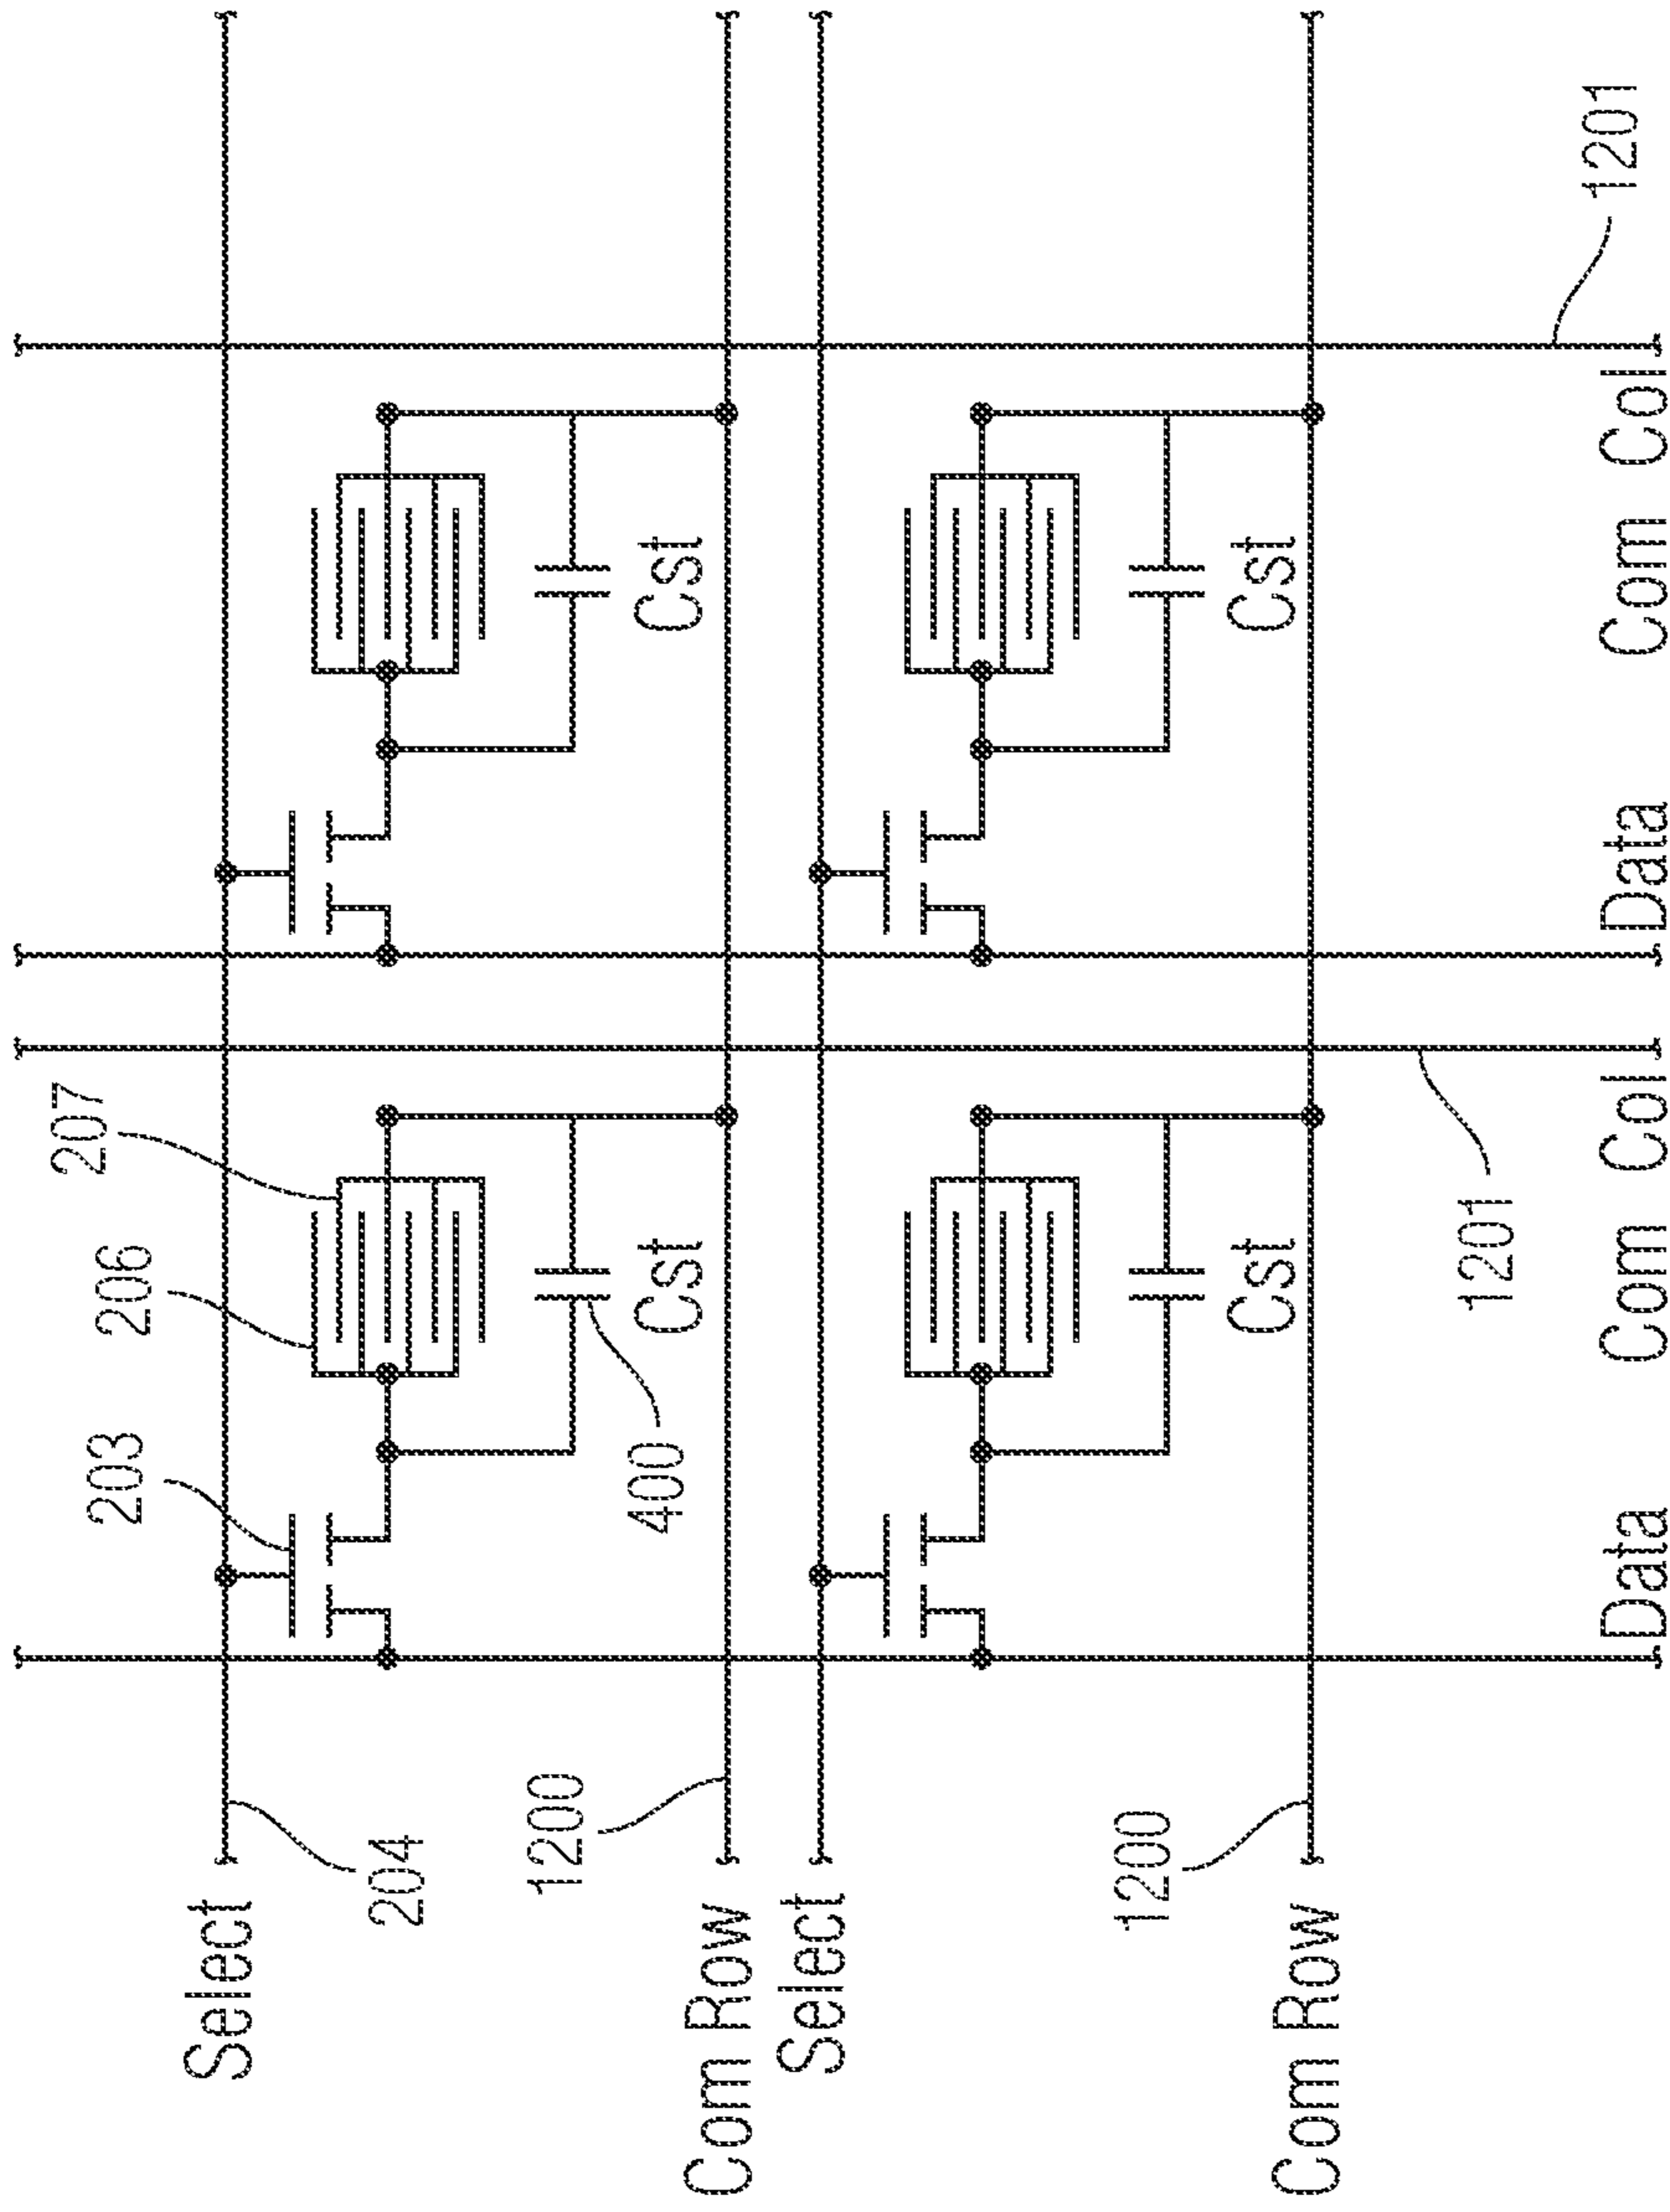 207
203
206
Select
204
1200
400
Cst
Cst
Com Row
Select
1200
Cst
Cst
Com Row
1201
1201
Data
Com Col
Data
Com Col